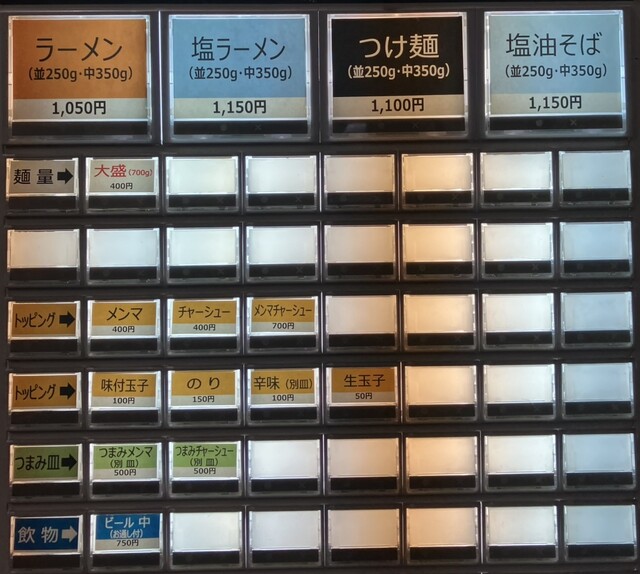 ラーメン
（並250g・中350g）
1,050円
塩ラーメン
（並250g・中350g）
1,150円
つけ麺
（並250g・中350g）
1,100円
塩油そば
（並250g・中350g）
1,150円
麺量➡
大盛（700g）
400円
トッピング➡
メンマ
400円
チャーシュー
400円
メンマチャーシュー
700円
トッピング➡
味付玉子
100円
のり
150円
辛味（別皿）
100円
生玉子
50円
つまみ皿➡
つまみメンマ
（別皿）
500円
つまみチャーシュー
（別皿）
500円
飲物➡
ビール中
（お通し付）
750円